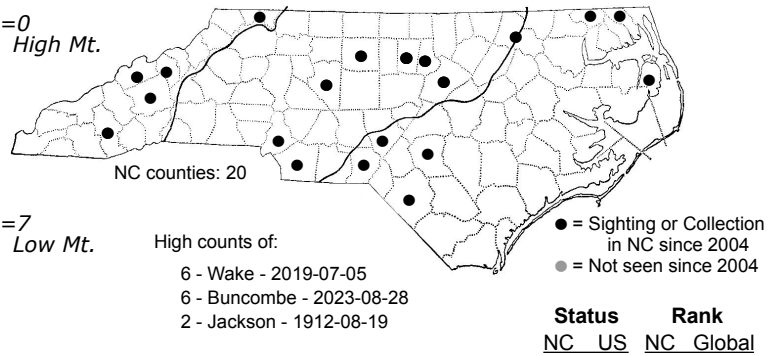 =0
High Mt.
NC counties: 20
=7
Low Mt.
High counts of:
6 - Wake - 2019-07-05
6 - Buncombe - 2023-08-28
2 - Jackson - 1912-08-19
● = Sighting or Collection
in NC since 2004
● = Not seen since 2004
Status Rank
NC US NC Global